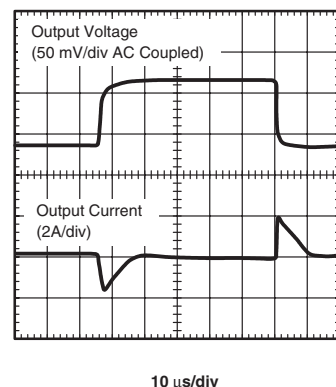 Output Voltage
(50 mV/div AC Coupled)
Output Current
(2A/div)
10 µs/div